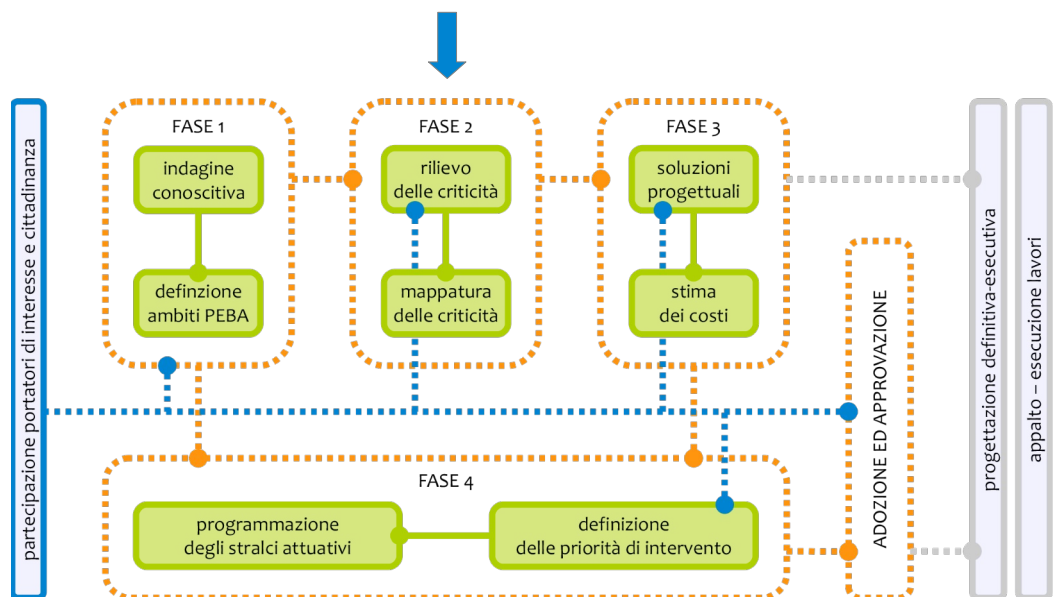 partecipazione portatori di interesse e cittadinanza
FASE 1
indagine
conoscitiva
definzione
ambiti PEBA
FASE 2
rilievo
delle criticità
mappatura
delle criticità
FASE 3
soluzioni
progettuali
stima
dei costi
FASE 4
programmazione
degli stralci attuativi
definizione
delle priorità di intervento
ADOZIONE ED APPROVAZIONE
progettazione definitiva-esecutiva
appalto – esecuzione lavori